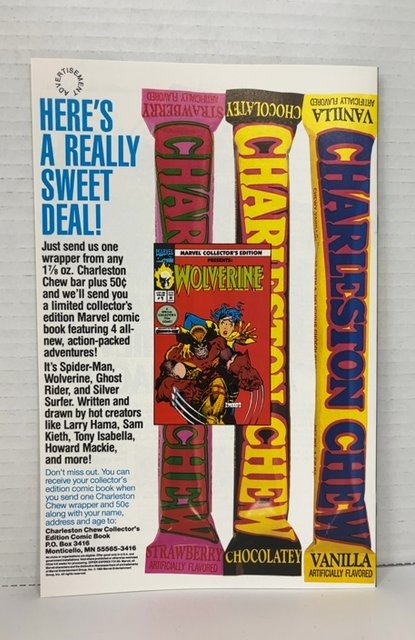 ADVERTISEMENT
HERE'S
A REALLY
SWEET
DEAL!
Just send us one
wrapper from any
1⅞ oz. Charleston
Chew bar plus 50¢
and we'll send you
a limited collector's
edition Marvel comic
book featuring 4 all-
new, action-packed
adventures!
It's Spider-Man,
Wolverine, Ghost
Rider, and Silver
Surfer. Written and
drawn by hot creators
like Larry Hama, Sam
Kieth, Tony Isabella,
Howard Mackie,
and more!
Don't miss out. You can
receive your collector's
edition comic book when
you send one Charleston
Chew wrapper and 50¢
along with your name,
address and age to:
Charleston Chew Collector's
Edition Comic Book
P.O. Box 3416
Monticello, MN 55565-3416
STRAWBERRY
ARTIFICIALLY FLAVORED
CHARLESTON CHEW
STRAWBERRY
ARTIFICIALLY FLAVORED
CHOCOLATEY
CHARLESTON CHEW
CHOCOLATEY
VANILLA
ARTIFICIALLY FLAVORED
CHARLESTON CHEW
VANILLA
ARTIFICIALLY FLAVORED
MARVEL COLLECTOR'S EDITION
PRESENTS:
WOLVERINE
MARVEL
#1